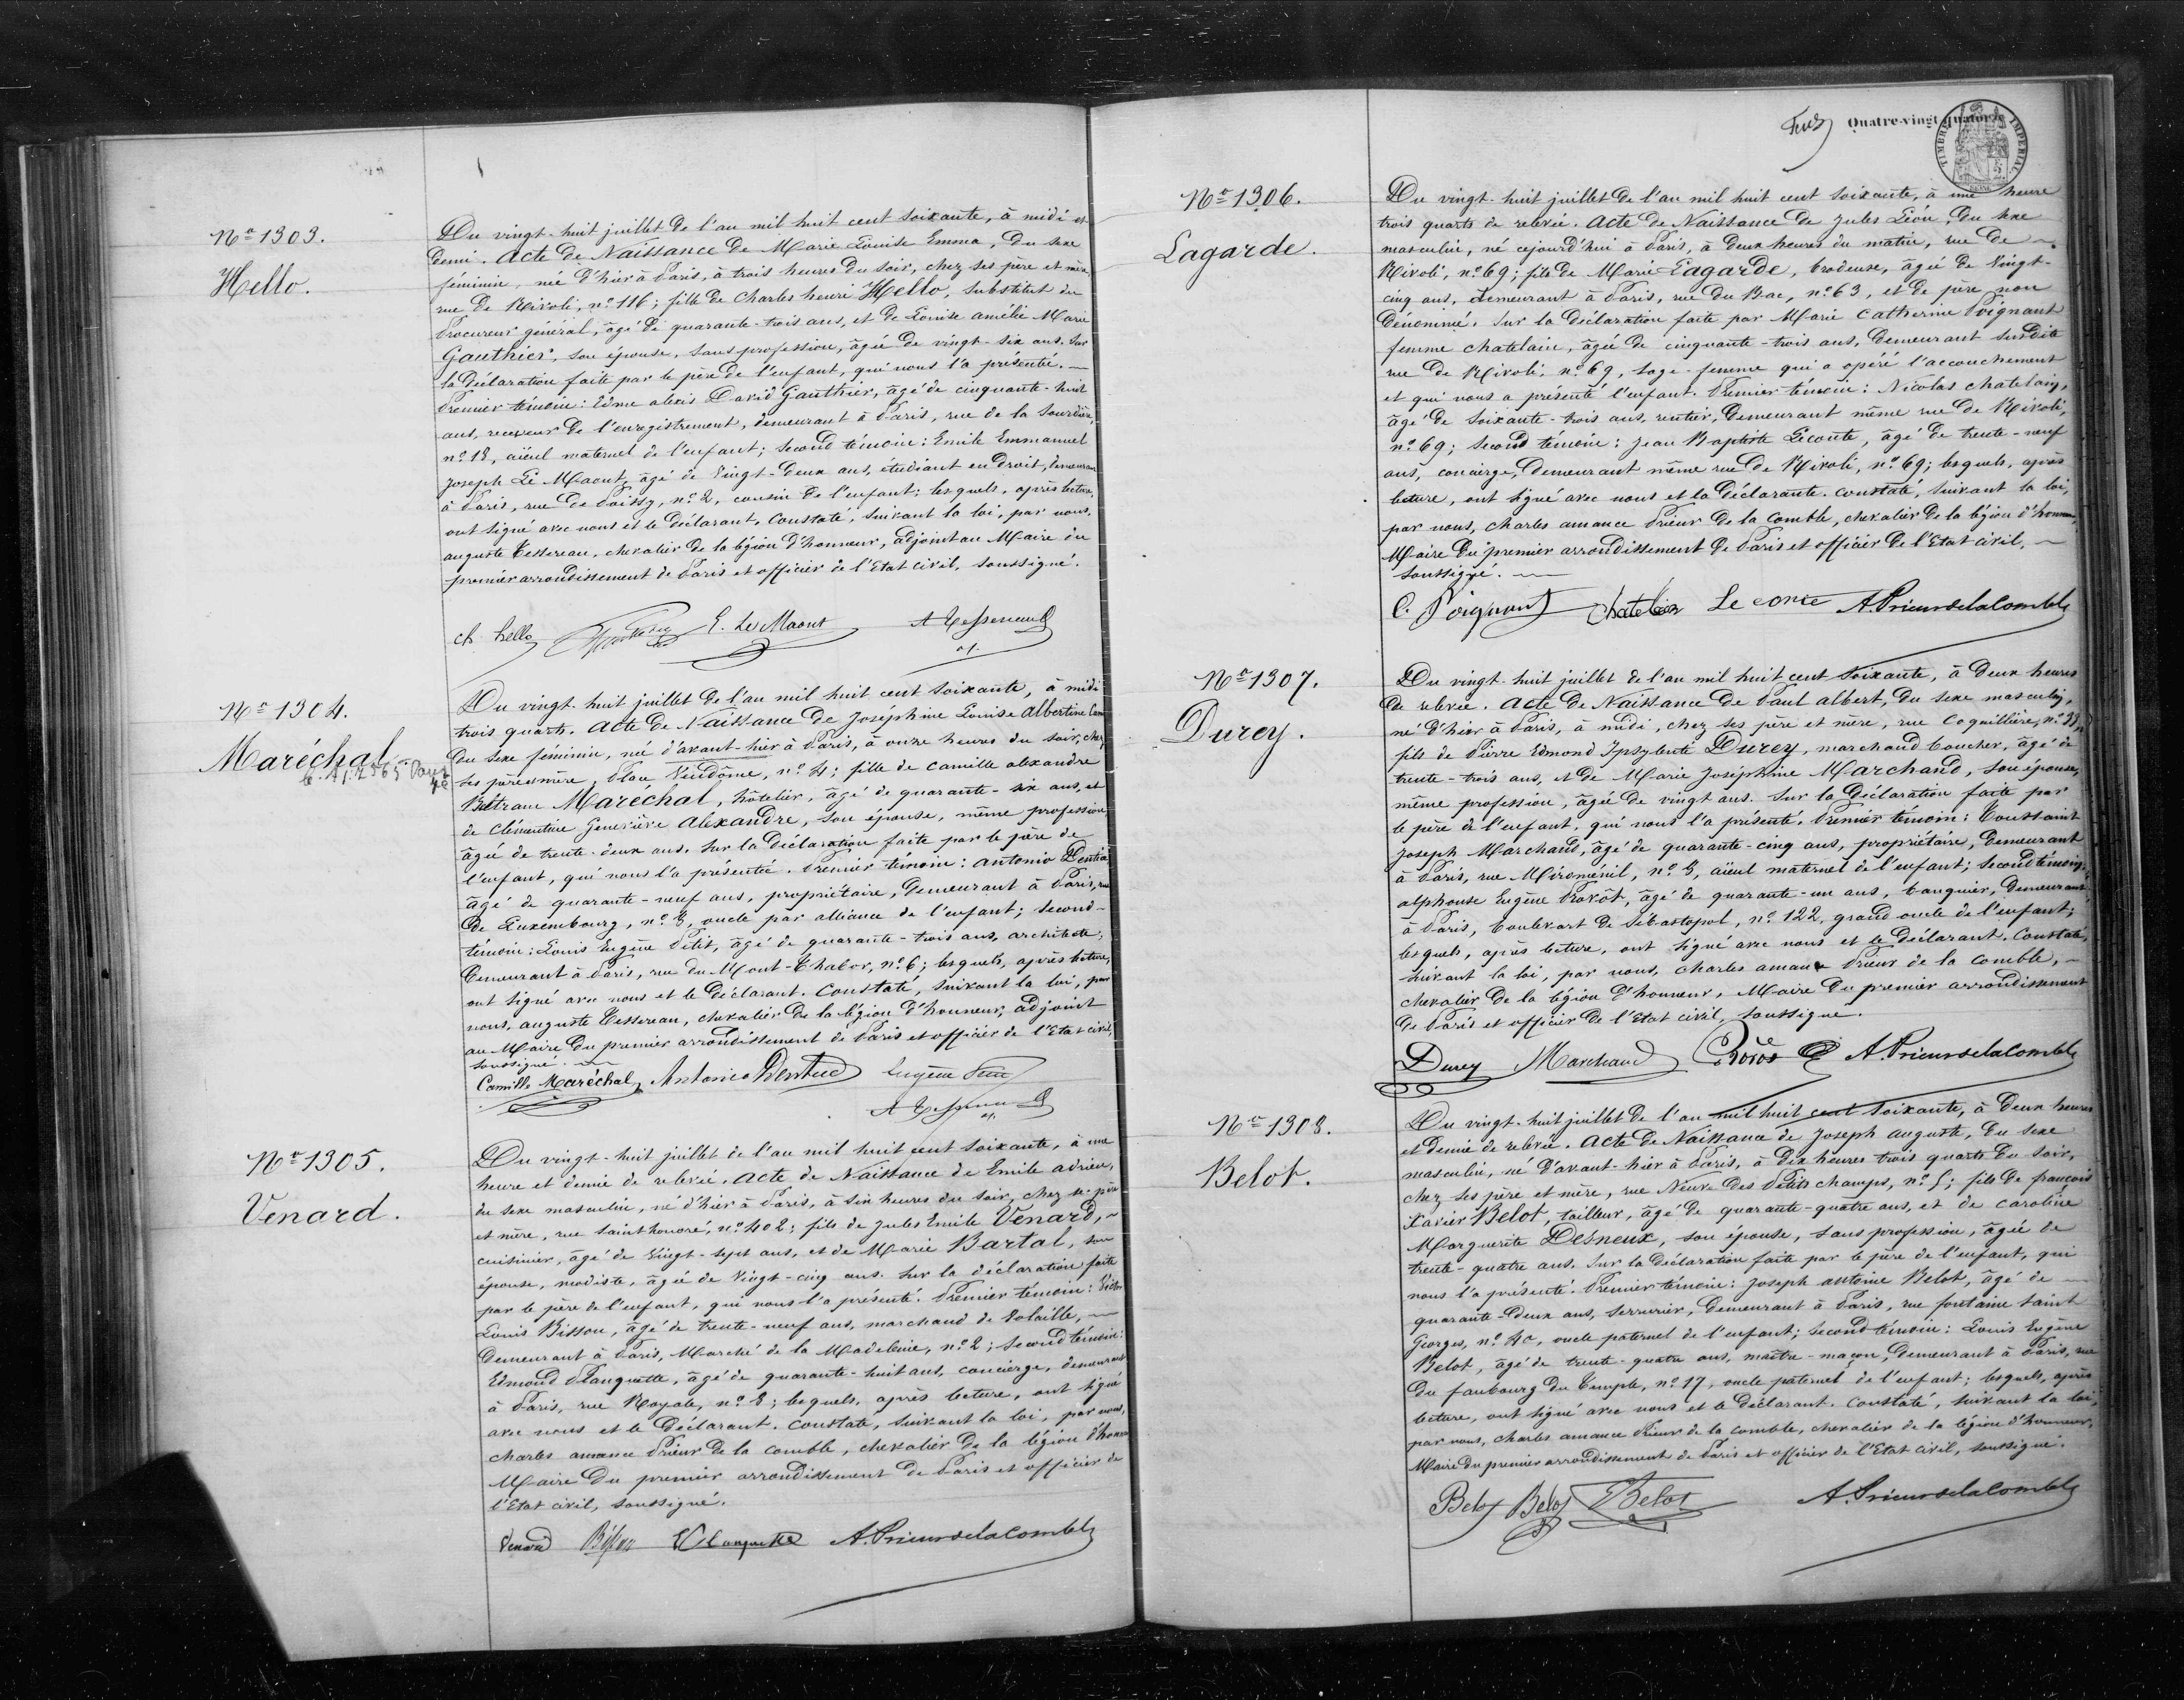 Nº 1303.
Hello.
Du vingt-huit juillet de l'an mil huit cent soixante, à midi et
demi. Acte de Naissance de Marie Louise Emma, du sexe
féminin, née d'hier à Paris, à trois heures du soir, chez ses père et mère,
rue de Rivoli, nº 116; fille de Charles henri Hello, substitut du
Procureur général, âgé de quarante-trois ans, et de Louise amélie Marie
Gauthier, son épouse, sans profession, âgée de vingt-six ans. Sur
la déclaration faite par le père de l'enfant, qui nous l'a présenté.
Premier témoin: Edme alexis David Gauthier, âgé de cinquante-huit
ans, receveur de l'enregistrement, demeurant à Paris, rue de la Sourdière,
nº 18, aïeul maternel de l'enfant; second témoin: Emile Emmanuel
Joseph Le Maout, âgé de vingt-deux ans, étudiant en droit, demeurant
à Paris, rue de Poissy, nº 2, cousin de l'enfant; lesquels, après lecture,
ont signé avec nous et le déclarant. Constaté, suivant la loi, par nous,
auguste Tessereau, chevalier de la légion d'honneur, adjoint au Maire du
premier arrondissement de Paris et officier de l'Etat civil, soussigné.
ch. hello E. Le Maout A Tessereau
Nº 1304.
Maréchal
Du vingt-huit juillet de l'an mil huit cent soixante, à midi
trois quarts. Acte de Naissance de Joséphine Louise Albertine
du sexe féminin, née d'avant-hier à Paris, à onze heures du soir, chez
ses père et mère, Place Vendôme, nº 4; fille de Camille alexandre
Maréchal, hôtelier, âgé de quarante-six ans, et
de Clémentine Geneviève Alexandre, son épouse, même profession
âgée de trente-deux ans. Sur la déclaration faite par le père de
l'enfant, qui nous l'a présentée. Premier témoin: Antonio
âgé de quarante-neuf ans, propriétaire, demeurant à Paris, rue
de Luxembourg, nº 8, oncle par alliance de l'enfant; second
témoin: Louis Eugène Petit, âgé de quarante-trois ans, architecte,
demeurant à Paris, rue du Mont-Thabor, nº 6; lesquels, après lecture,
ont signé avec nous et le déclarant. Constaté, suivant la loi, par
nous, auguste Tessereau, chevalier de la légion d'honneur, adjoint
au Maire du premier arrondissement de Paris et officier de l'Etat civil,
soussigné.
Camille Maréchal Antonio Eugène Petit
A Tessereau
Nº 1305.
Venard.
Du vingt-huit juillet de l'an mil huit cent soixante, à une
heure et demie de relevée. Acte de Naissance de Emile adrien,
du sexe masculin, né d'hier à Paris, à six heures du soir, chez ses père
et mère, rue Saint honoré, nº 402; fils de Jules Emile Venard,
cuisinier, âgé de vingt-sept ans, et de Marie Bartal, son
épouse, modiste, âgée de vingt-cinq ans. Sur la déclaration faite
par le père de l'enfant, qui nous l'a présenté. Premier témoin: Victor
Louis Bisson, âgé de trente-neuf ans, marchand de volaille,
demeurant à Paris, Marché de la Madeleine, nº 2; second témoin:
Edmond Planquette, âgé de quarante-huit ans, concierge, demeurant
à Paris, rue Royale, nº 8; lesquels, après lecture, ont signé
avec nous et le déclarant. Constaté, suivant la loi, par nous,
charles amance Prieur de la Comble, chevalier de la légion d'honneur
Maire du premier arrondissement de Paris et officier de
l'Etat civil, soussigné.
Venard Bisson Planquette A. Prieur de la Comble
Quatre-vingt quatorze
TIMBRE IMPÉRIAL
Nº 1306.
Lagarde.
Du vingt-huit juillet de l'an mil huit cent soixante, à une heure
trois quarts de relevée. Acte de Naissance de Jules Léon, du sexe
masculin, né cejourd'hui à Paris, à deux heures du matin, rue de
Rivoli, nº 69; fils de Marie Lagarde, brodeuse, âgée de vingt-
cinq ans, demeurant à Paris, rue du Bac, nº 63, et de père non
dénommé. Sur la déclaration faite par Marie Catherine Poignant
femme chatelain, âgée de cinquante-trois ans, demeurant susdite
rue de Rivoli, nº 69, sage-femme qui a opéré l'accouchement
et qui nous a présenté l'enfant. Premier témoin: Nicolas chatelain,
âgé de soixante-trois ans, rentier, demeurant même rue de Rivoli,
nº 69; second témoin: Jean Baptiste Leconte, âgé de trente-neuf
ans, concierge, demeurant même rue de Rivoli, nº 69; lesquels, après
lecture, ont signé avec nous et la déclarante. Constaté, suivant la loi,
par nous, charles amance Prieur de la Comble, chevalier de la légion d'honneur,
Maire du premier arrondissement de Paris et officier de l'Etat civil,
soussigné.
C. Poignant Chatelain Le conte A. Prieur de la Comble
Nº 1307.
Durey.
Du vingt-huit juillet de l'an mil huit cent soixante, à deux heures
de relevée. Acte de Naissance de Paul albert, du sexe masculin,
né d'hier à Paris, à midi, chez ses père et mère, rue Coquillière, nº
fils de Pierre Edmond Durey, marchand boucher, âgé de
trente-trois ans, et de Marie Joséphine Marchand, son épouse,
même profession, âgée de vingt ans. Sur la déclaration faite par
le père de l'enfant, qui nous l'a présenté. Premier témoin: Toussaint
Joseph Marchand, âgé de quarante-cinq ans, propriétaire, demeurant
à Paris, rue Miroménil, nº 3, aïeul maternel de l'enfant; second témoin:
alphonse Eugène Provôt, âgé de quarante-un ans, banquier, demeurant
à Paris, boulevart de Sébastopol, nº 122, grand oncle de l'enfant;
lesquels, après lecture, ont signé avec nous et le déclarant. Constaté,
suivant la loi, par nous, charles amance Prieur de la Comble,
chevalier de la légion d'honneur, Maire du premier arrondissement
de Paris et officier de l'Etat civil, soussigné.
Durey Marchand A. Prieur de la Comble
Nº 1308.
Belot.
Du vingt-huit juillet de l'an mil huit cent soixante, à deux heures
et demie de relevée. Acte de Naissance de Joseph auguste, du sexe
masculin, né d'avant-hier à Paris, à dix heures trois quarts du soir,
chez ses père et mère, rue Neuve des Petits champs, nº 5; fils de françois
Xavier Belot, tailleur, âgé de quarante-quatre ans, et de caroline
Marguerite Desneux, son épouse, sans profession, âgée de
trente-quatre ans. Sur la déclaration faite par le père de l'enfant, qui
nous l'a présenté. Premier témoin: Joseph antoine Belot, âgé de
quarante-deux ans, serrurier, demeurant à Paris, rue fontaine Saint
Georges, nº 40, oncle paternel de l'enfant; second témoin: Louis Eugène
Belot, âgé de trente-quatre ans, maître-maçon, demeurant à Paris, rue
du faubourg du Temple, nº 17, oncle paternel de l'enfant; lesquels, après
lecture, ont signé avec nous et le déclarant. Constaté, suivant la loi,
par nous, charles amance Prieur de la Comble, chevalier de la légion d'honneur,
Maire du premier arrondissement de Paris et officier de l'Etat civil, soussigné.
Belot Belot Belot A. Prieur de la Comble